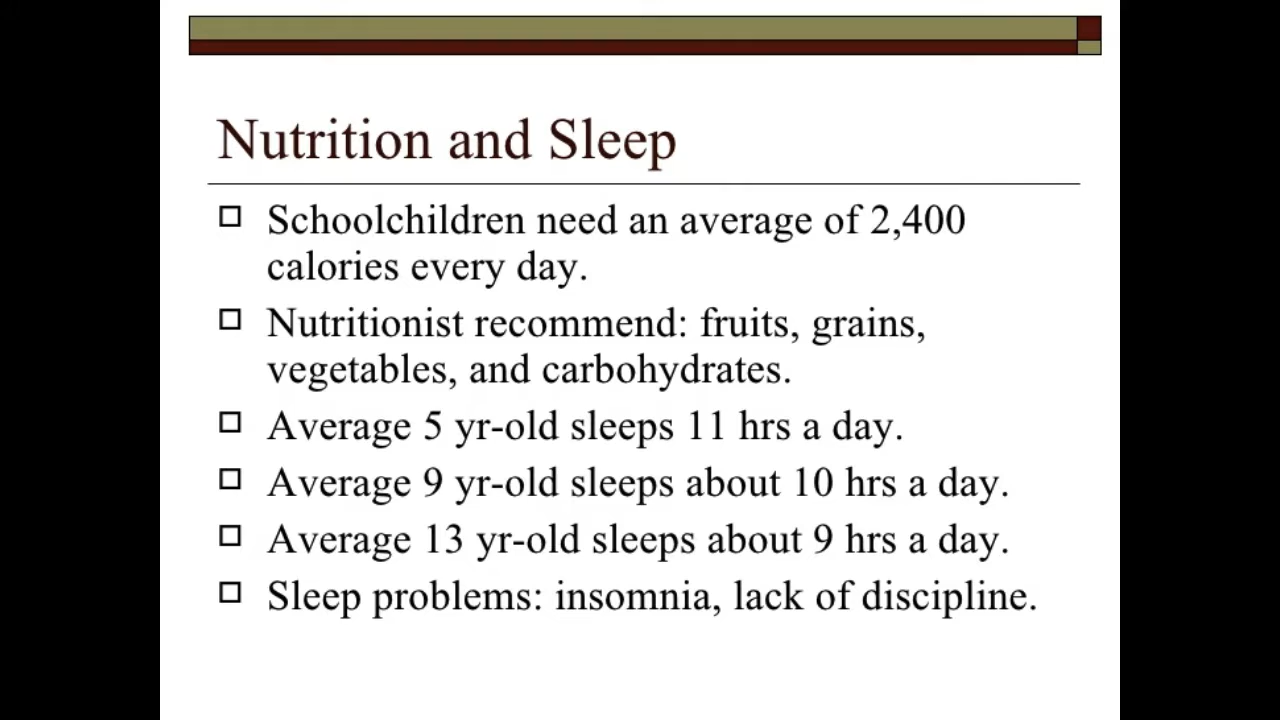 Nutrition and Sleep
Schoolchildren need an average of 2,400
calories every day.
Nutritionist recommend: fruits, grains,
vegetables, and carbohydrates.
Average 5 yr-old sleeps 11 hrs a day.
Average 9 yr-old sleeps about 10 hrs a day.
Average 13 yr-old sleeps about 9 hrs a day.
Sleep problems: insomnia, lack of discipline.